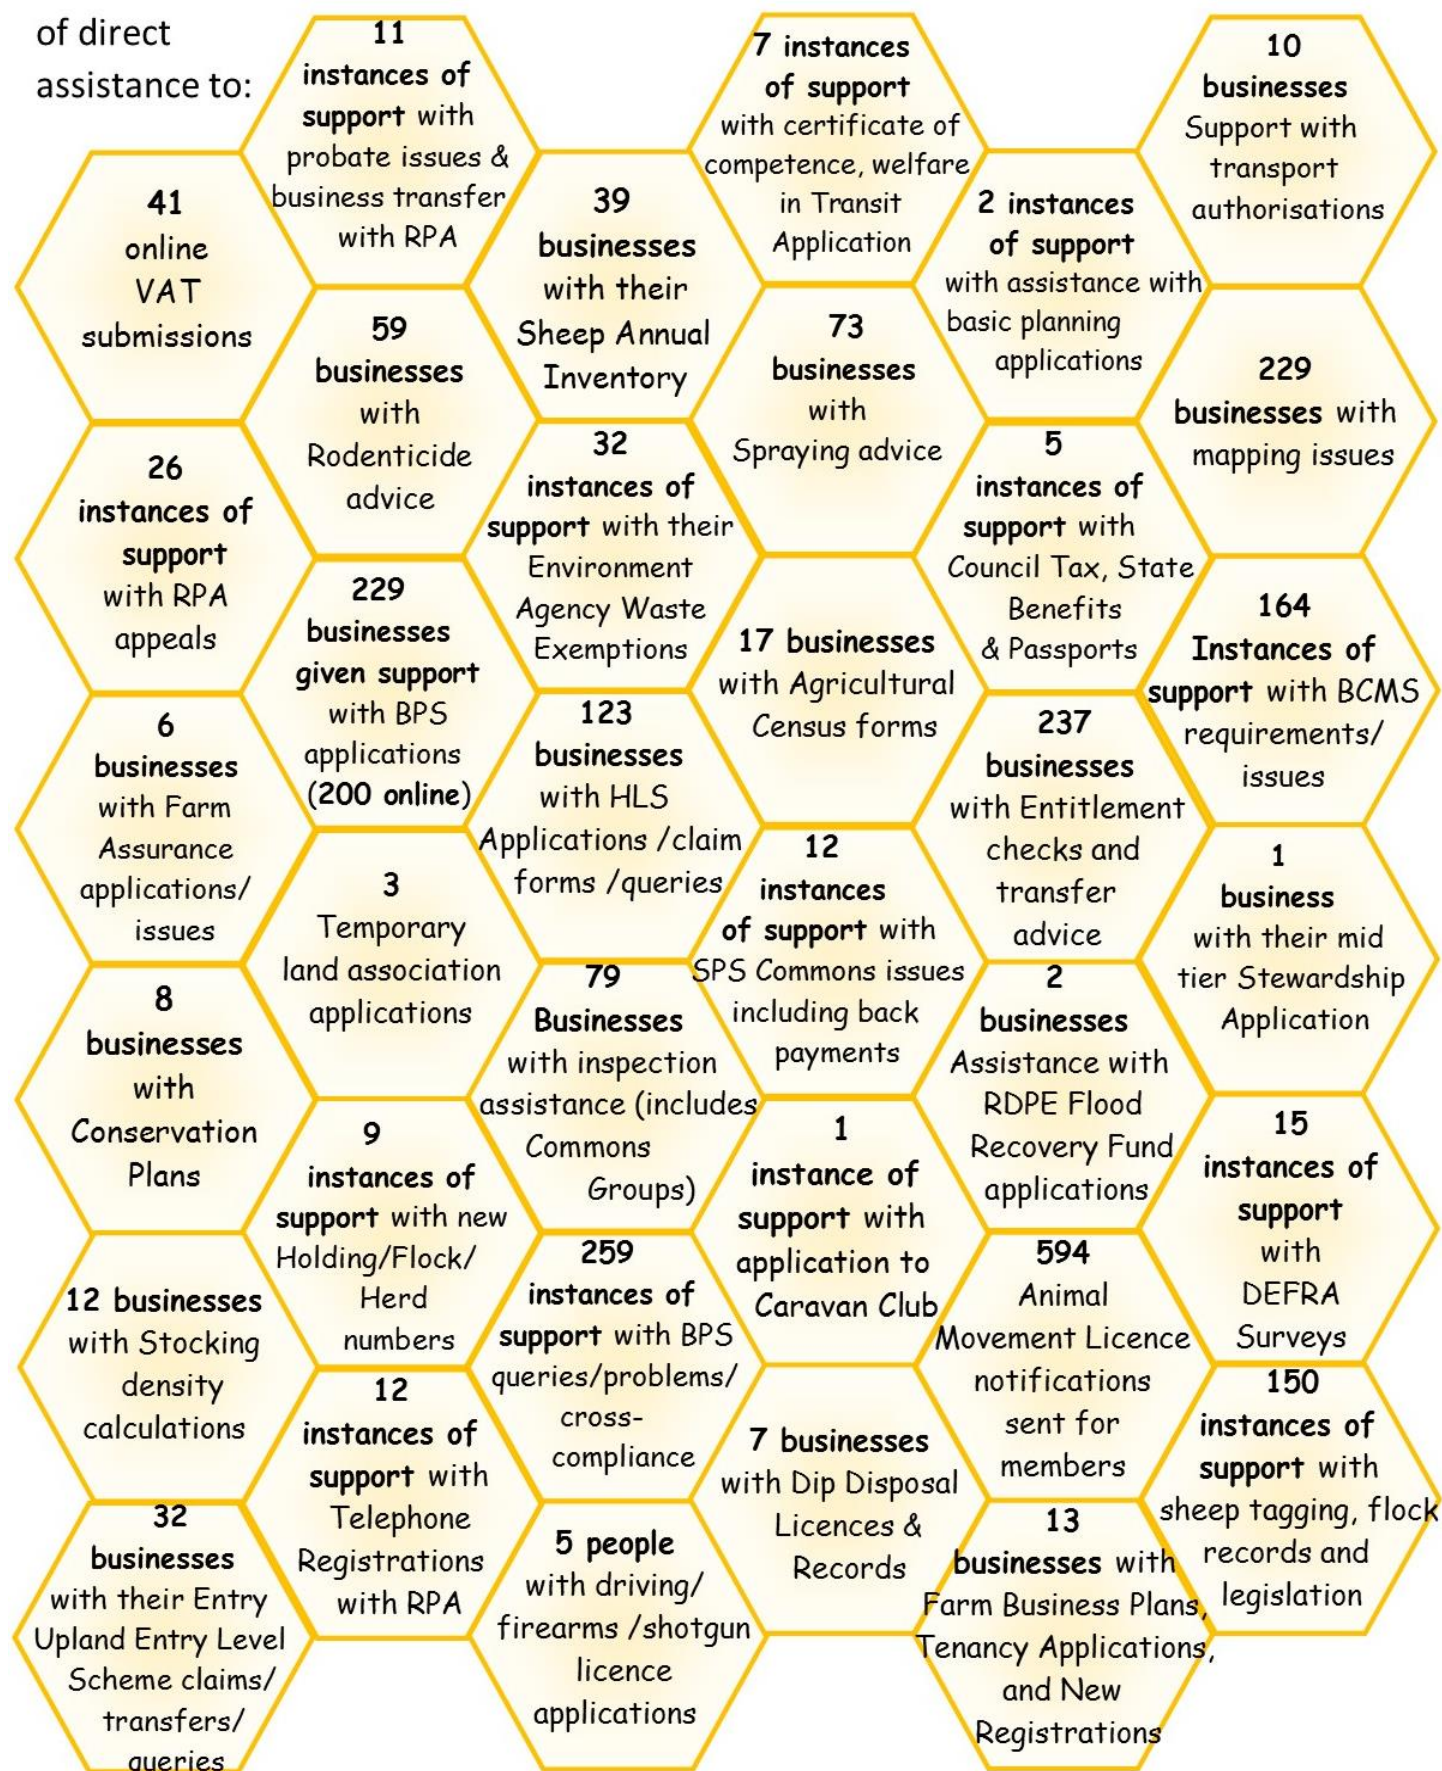 of direct
assistance to:
11
instances of
support with
probate issues &
business transfer
with RPA
7 instances
of support
with certificate of
competence, welfare
in Transit
Application
10
businesses
Support with
transport
authorisations
41
online
VAT
submissions
39
businesses
with their
Sheep Annual
Inventory
2 instances
of support
with assistance with
basic planning
applications
59
businesses
with
Rodenticide
advice
73
businesses
with
Spraying advice
229
businesses with
mapping issues
26
instances of
support
with RPA
appeals
32
instances of
support with their
Environment
Agency Waste
Exemptions
5
instances of
support with
Council Tax, State
Benefits
& Passports
229
businesses
given support
with BPS
applications
(200 online)
17 businesses
with Agricultural
Census forms
164
Instances of
support with BCMS
requirements/
issues
6
businesses
with Farm
Assurance
applications/
issues
123
businesses
with HLS
Applications /claim
forms /queries
237
businesses
with Entitlement
checks and
transfer
advice
3
Temporary
land association
applications
12
instances
of support with
SPS Commons issues
including back
payments
1
business
with their mid
tier Stewardship
Application
8
businesses
with
Conservation
Plans
79
Businesses
with inspection
assistance (includes
Commons
Groups)
2
businesses
Assistance with
RDPE Flood
Recovery Fund
applications
9
instances of
support with new
Holding/Flock/
Herd
numbers
1
instance of
support with
application to
Caravan Club
15
instances of
support
with
DEFRA
Surveys
12 businesses
with Stocking
density
calculations
259
instances of
support with BPS
queries/problems/
cross-
compliance
594
Animal
Movement Licence
notifications
sent for
members
12
instances of
support with
Telephone
Registrations
with RPA
7 businesses
with Dip Disposal
Licences &
Records
150
instances of
support with
sheep tagging, flock
records and
legislation
32
businesses
with their Entry
Upland Entry Level
Scheme claims/
transfers/
queries
5 people
with driving/
firearms /shotgun
licence
applications
13
businesses with
Farm Business Plans,
Tenancy Applications,
and New
Registrations